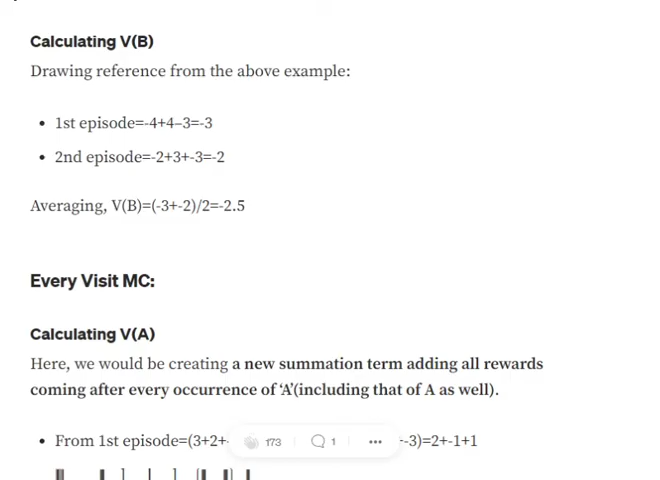 Calculating V(B)
Drawing reference from the above example:
• 1st episode=-4+4–3=-3
• 2nd episode=-2+3+-3=-2
Averaging, V(B)=(-3+-2)/2=-2.5
Every Visit MC:
Calculating V(A)
Here, we would be creating a new summation term adding all rewards
coming after every occurrence of ‘A’(including that of A as well).
• From 1st episode=(3+2+- 173 1 ··· -3)=2+-1+1